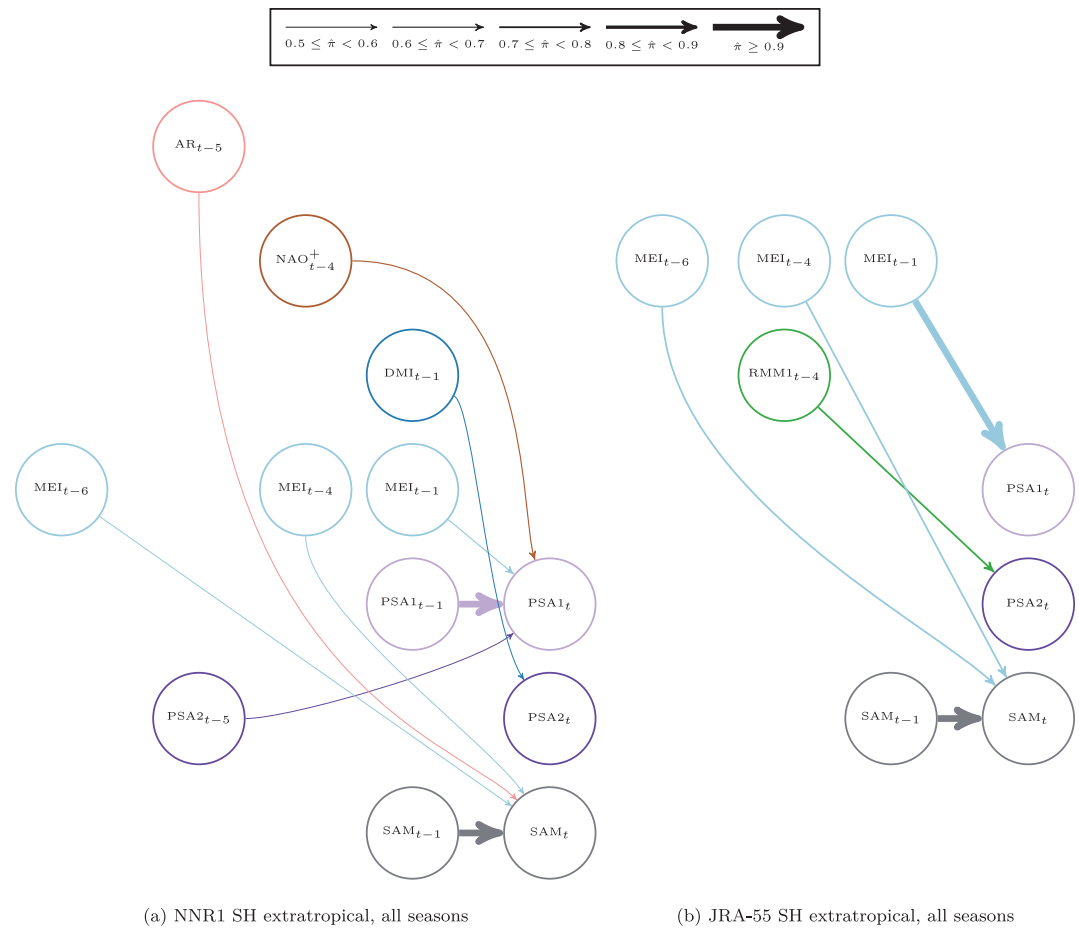 0.5 ≤ π̂ < 0.6 0.6 ≤ π̂ < 0.7 0.7 ≤ π̂ < 0.8 0.8 ≤ π̂ < 0.9 π̂ ≥ 0.9
AR_{t−5}
NAO^+_{t−4}
DMI_{t−1}
MEI_{t−6} MEI_{t−4} MEI_{t−1}
PSA1_{t−1} PSA1_t
PSA2_{t−5} PSA2_t
SAM_{t−1} SAM_t
(a) NNR1 SH extratropical, all seasons
MEI_{t−6} MEI_{t−4} MEI_{t−1}
RMM1_{t−4}
PSA1_t
PSA2_t
SAM_{t−1} SAM_t
(b) JRA-55 SH extratropical, all seasons